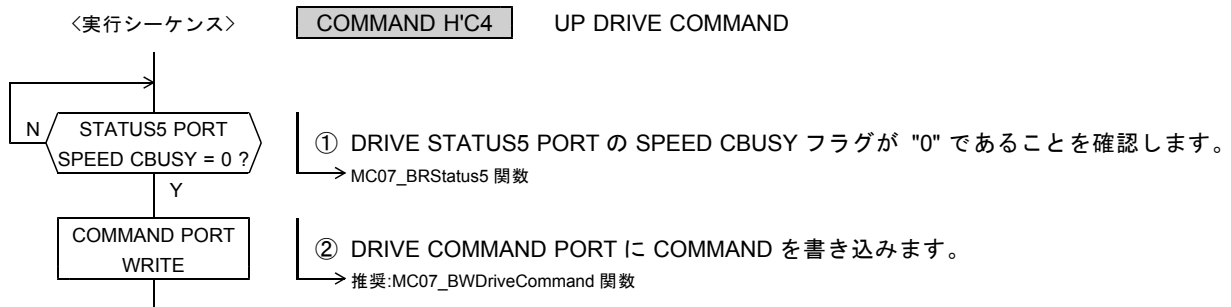 〈実行シーケンス〉 COMMAND H'C4 UP DRIVE COMMAND
N
STATUS5 PORT
SPEED CBUSY = 0 ?
① DRIVE STATUS5 PORT の SPEED CBUSY フラグが "0" であることを確認します。
MC07_BRStatus5 関数
Y
COMMAND PORT
WRITE
② DRIVE COMMAND PORT に COMMAND を書き込みます。
推奨:MC07_BWDriveCommand 関数